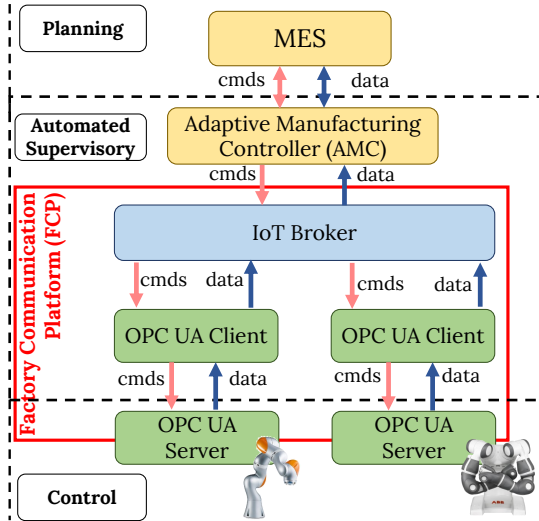 Planning
MES
cmds
data
Automated
Supervisory
Adaptive Manufacturing
Controller (AMC)
cmds
data
Factory Communication
Platform (FCP)
IoT Broker
cmds
data
cmds
data
OPC UA Client
OPC UA Client
cmds
data
cmds
data
OPC UA
Server
OPC UA
Server
Control
ABB